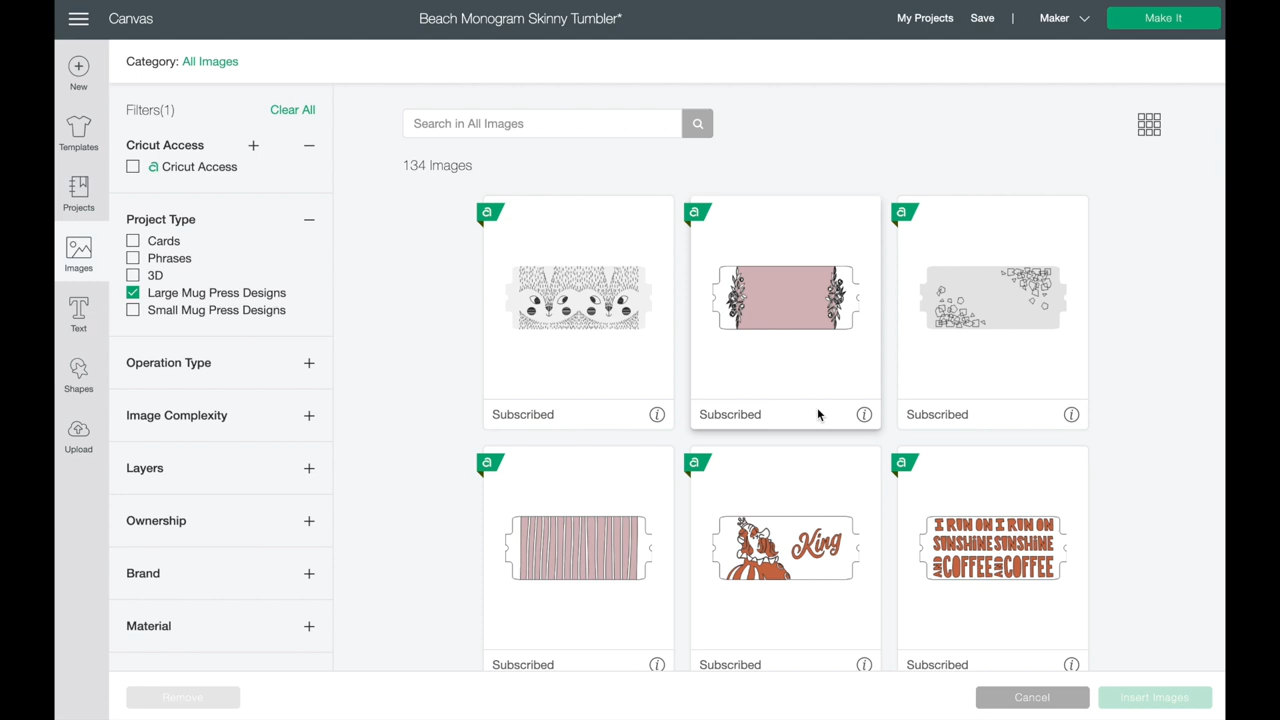 Canvas
Beach Monogram Skinny Tumbler*
My Projects
Save
|
Maker
Make It
New
Templates
Projects
Images
Text
Shapes
Upload
Category: All Images
Filters(1)
Clear All
Cricut Access
Cricut Access
Project Type
Cards
Phrases
3D
Large Mug Press Designs
Small Mug Press Designs
Operation Type
Image Complexity
Layers
Ownership
Brand
Material
Search in All Images
134 Images
a
a
a
Subscribed
Subscribed
Subscribed
a
a
a
King
I RUN ON I RUN ON
SUNSHINE SUNSHINE
AND COFFEE AND COFFEE
Subscribed
Subscribed
Subscribed
Remove
Cancel
Insert Images